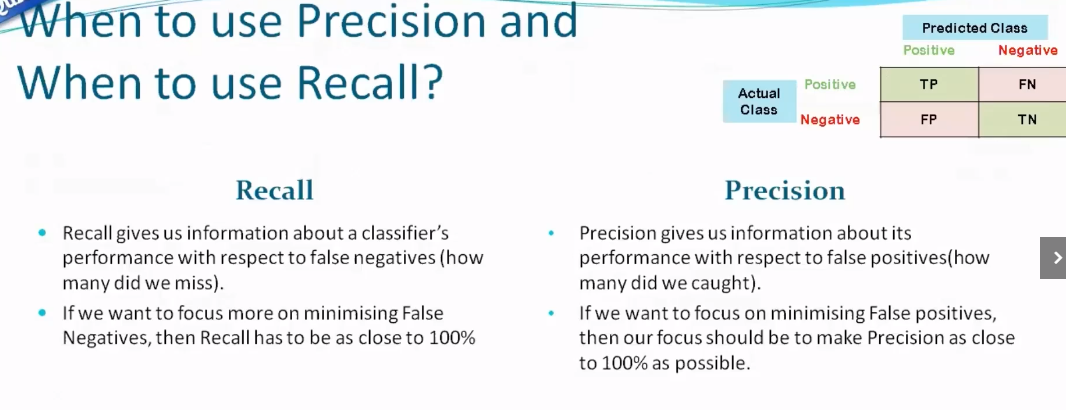 When to use Precision and
When to use Recall?
Predicted Class
Positive Negative
Actual
Class
Positive TP FN
Negative FP TN
Recall
• Recall gives us information about a classifier's
performance with respect to false negatives (how
many did we miss).
• If we want to focus more on minimising False
Negatives, then Recall has to be as close to 100%
Precision
• Precision gives us information about its
performance with respect to false positives(how
many did we caught).
• If we want to focus on minimising False positives,
then our focus should be to make Precision as close
to 100% as possible.